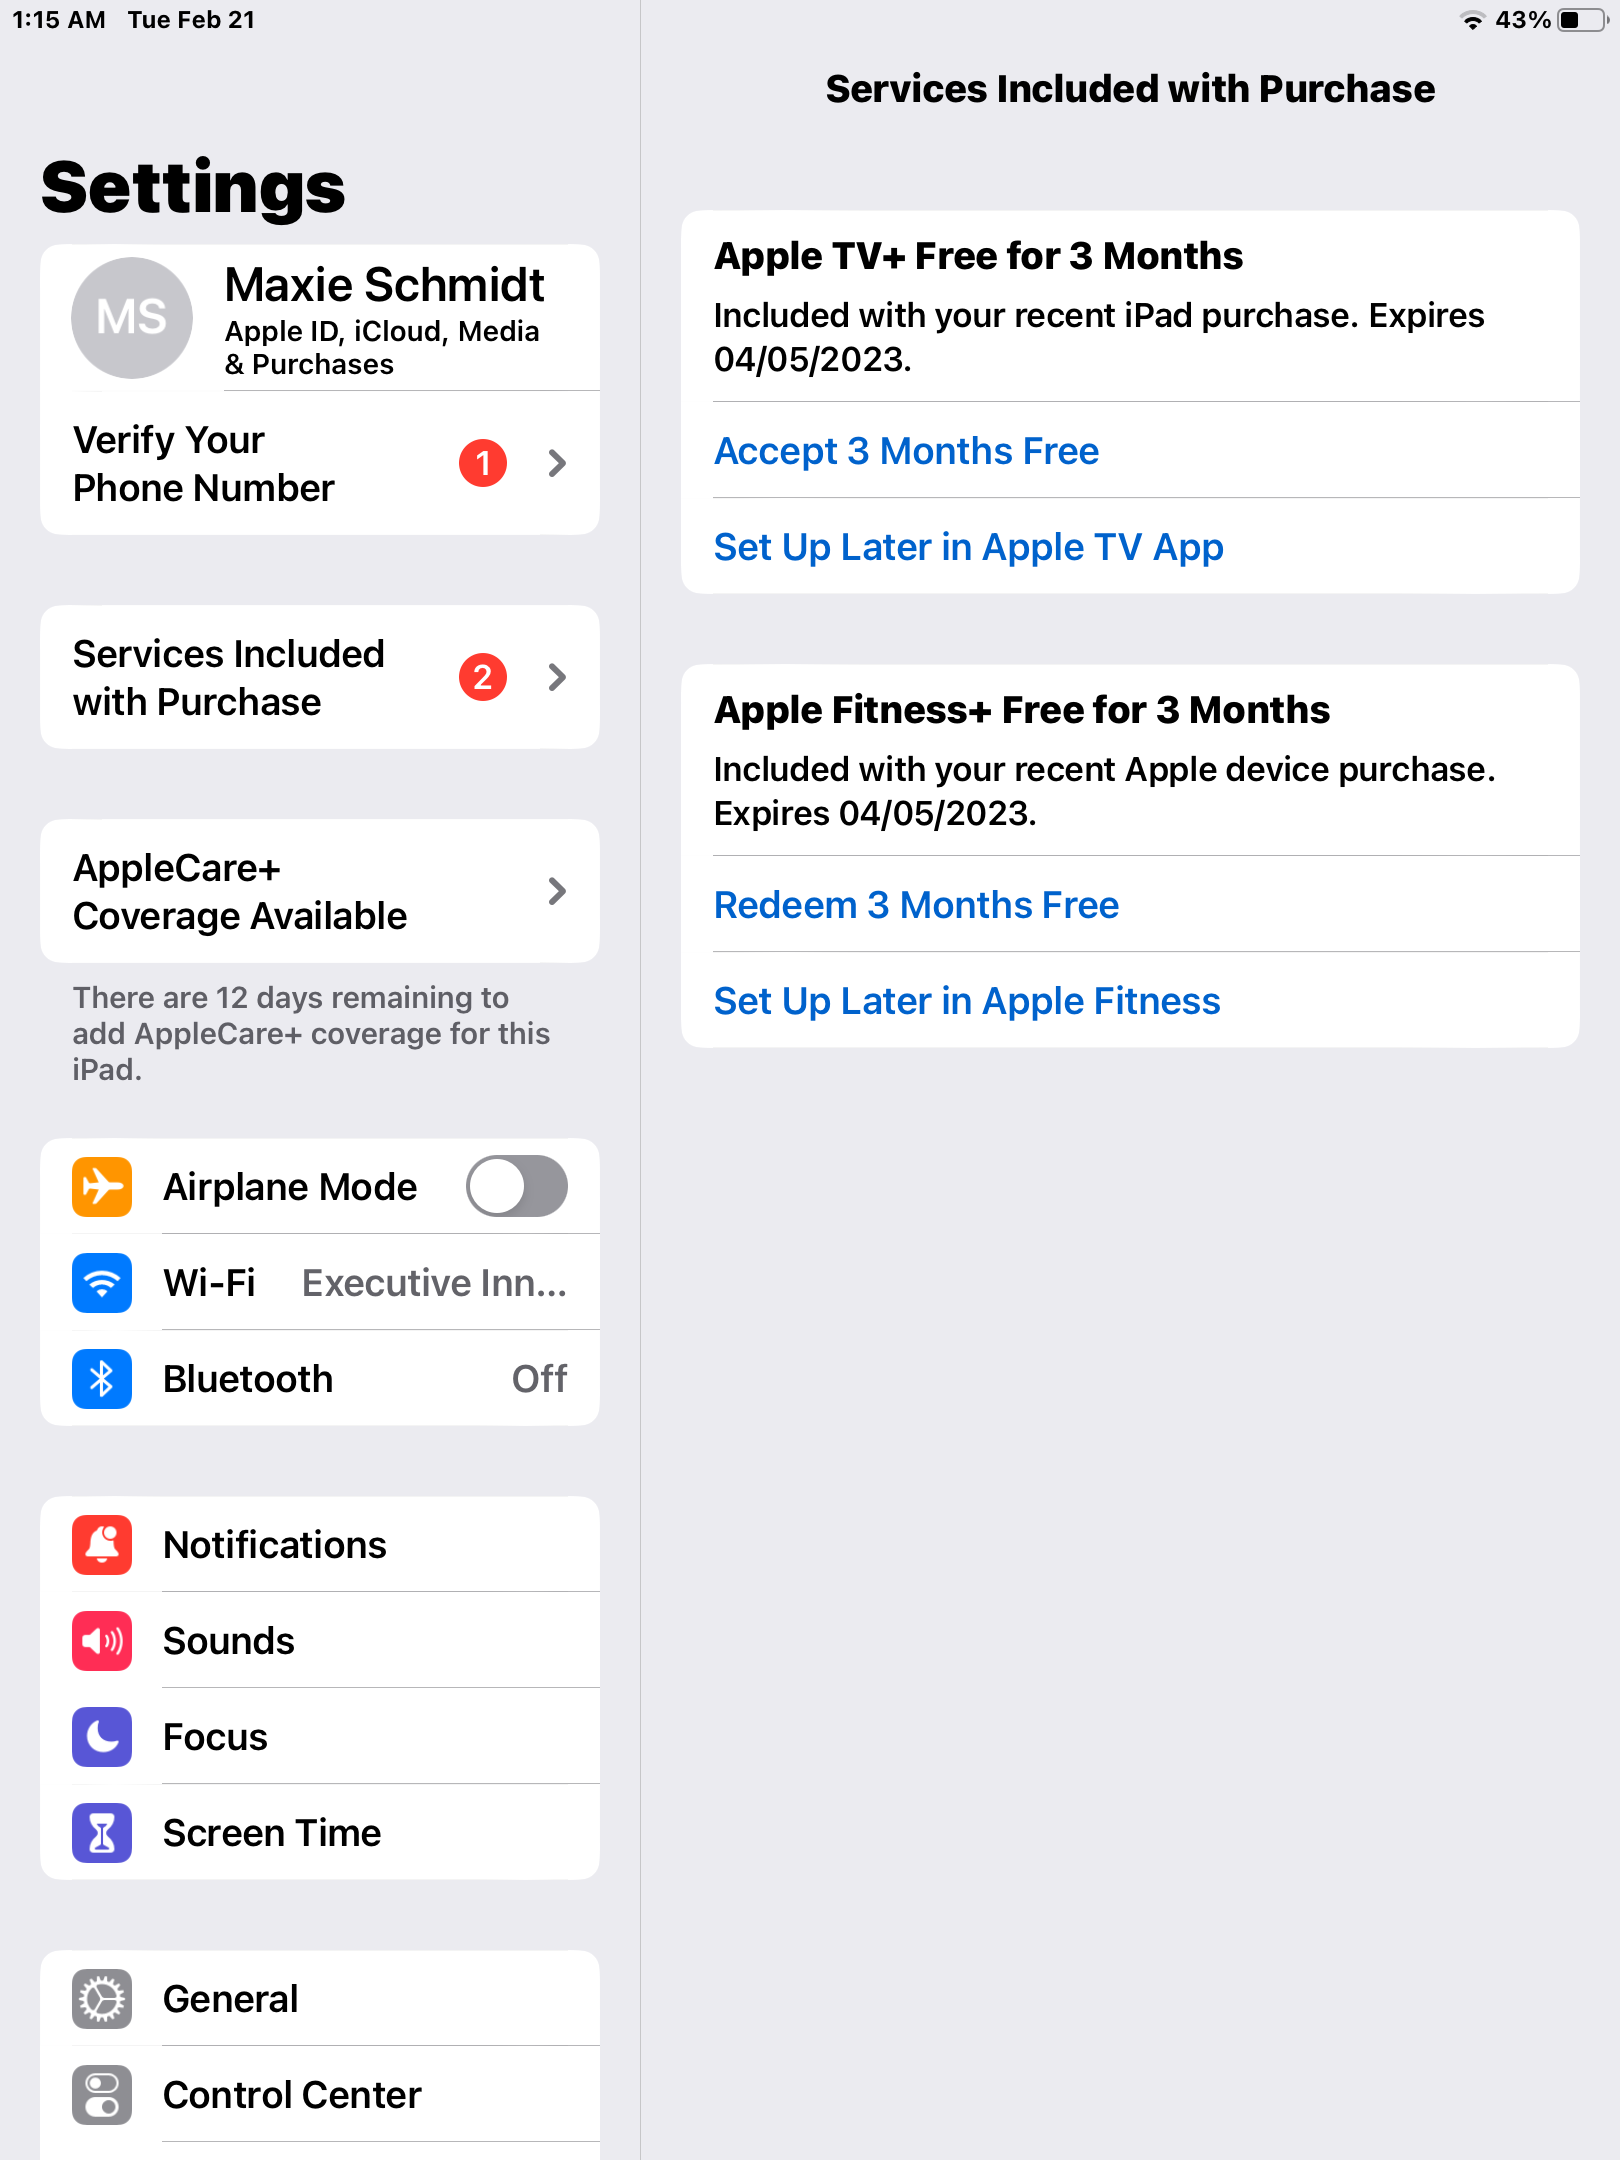 1:15 AM Tue Feb 21
43%
Settings
MS
Maxie Schmidt
Apple ID, iCloud, Media
& Purchases
Verify Your
Phone Number
1
Services Included
with Purchase
2
AppleCare+
Coverage Available
There are 12 days remaining to
add AppleCare+ coverage for this
iPad.
Airplane Mode
Wi-Fi Executive Inn...
Bluetooth Off
Notifications
Sounds
Focus
Screen Time
General
Control Center
Services Included with Purchase
Apple TV+ Free for 3 Months
Included with your recent iPad purchase. Expires
04/05/2023.
Accept 3 Months Free
Set Up Later in Apple TV App
Apple Fitness+ Free for 3 Months
Included with your recent Apple device purchase.
Expires 04/05/2023.
Redeem 3 Months Free
Set Up Later in Apple Fitness